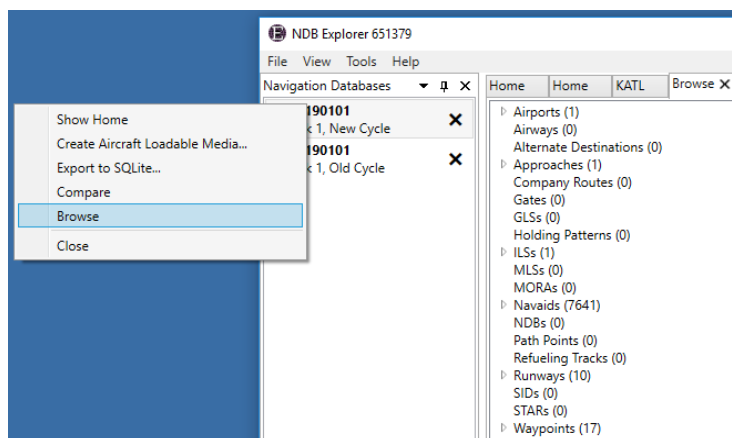 NDB Explorer 651379
File View Tools Help
Navigation Databases
Home Home KATL Browse
190101
1, New Cycle
190101
1, Old Cycle
Show Home
Create Aircraft Loadable Media...
Export to SQLite...
Compare
Browse
Close
Airports (1)
Airways (0)
Alternate Destinations (0)
Approaches (1)
Company Routes (0)
Gates (0)
GLSs (0)
Holding Patterns (0)
ILSs (1)
MLSs (0)
MORAs (0)
Navaids (7641)
NDBs (0)
Path Points (0)
Refueling Tracks (0)
Runways (10)
SIDs (0)
STARs (0)
Waypoints (17)